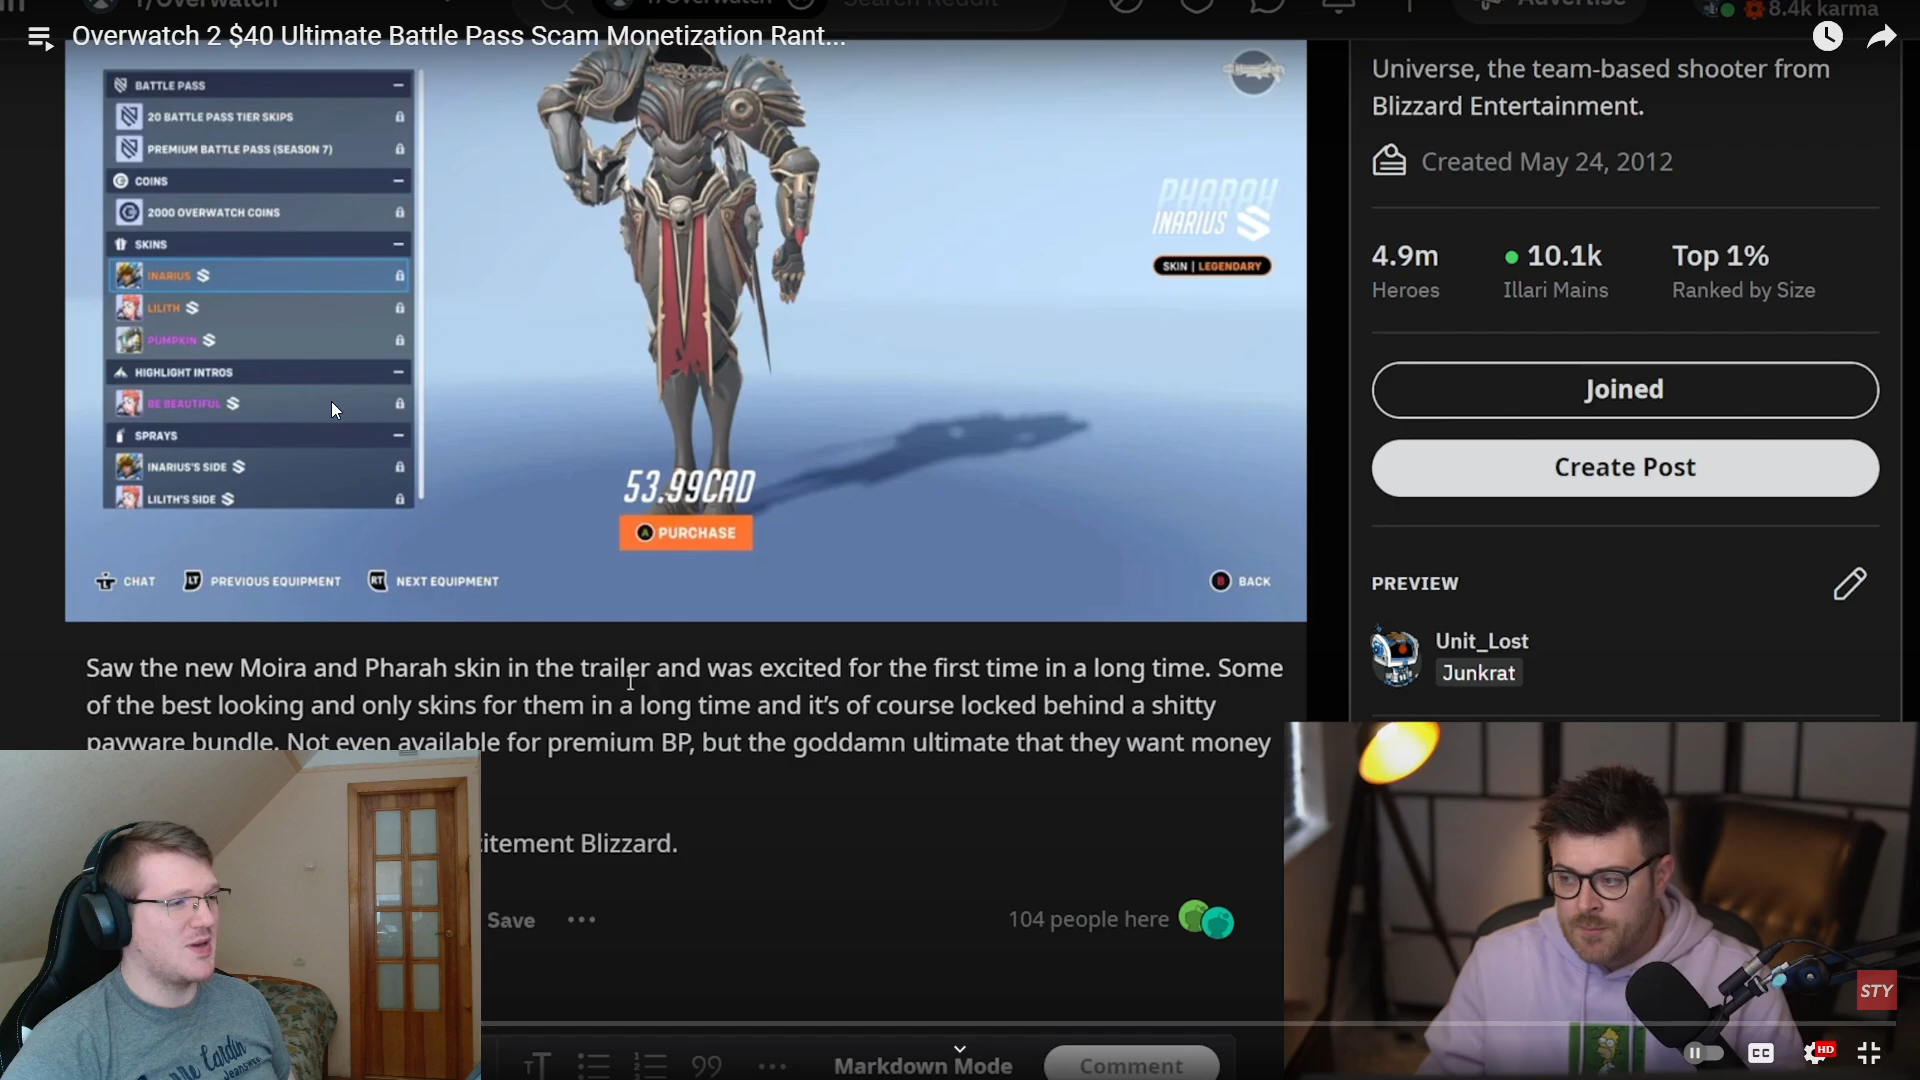 8.4k karma
Overwatch 2 $40 Ultimate Battle Pass Scam Monetization Rant...
BATTLE PASS
20 BATTLE PASS TIER SKIPS
PREMIUM BATTLE PASS (SEASON 7)
COINS
2000 OVERWATCH COINS
SKINS
INARIUS
LILITH
PUMPKIN
HIGHLIGHT INTROS
BE BEAUTIFUL
SPRAYS
INARIUS'S SIDE
LILITH'S SIDE
PHARAH
INARIUS
SKIN | LEGENDARY
53.99CAD
A PURCHASE
L CHAT
LT PREVIOUS EQUIPMENT
RT NEXT EQUIPMENT
B BACK
Universe, the team-based shooter from
Blizzard Entertainment.
Created May 24, 2012
4.9m 10.1k Top 1%
Heroes Illari Mains Ranked by Size
Joined
Create Post
PREVIEW
Unit_Lost
Junkrat
Saw the new Moira and Pharah skin in the trailer and was excited for the first time in a long time. Some
of the best looking and only skins for them in a long time and it's of course locked behind a shitty
payware bundle. Not even available for premium BP, but the goddamn ultimate that they want money
citement Blizzard.
Save ... 104 people here
Markdown Mode
Comment
STY
CC
HD